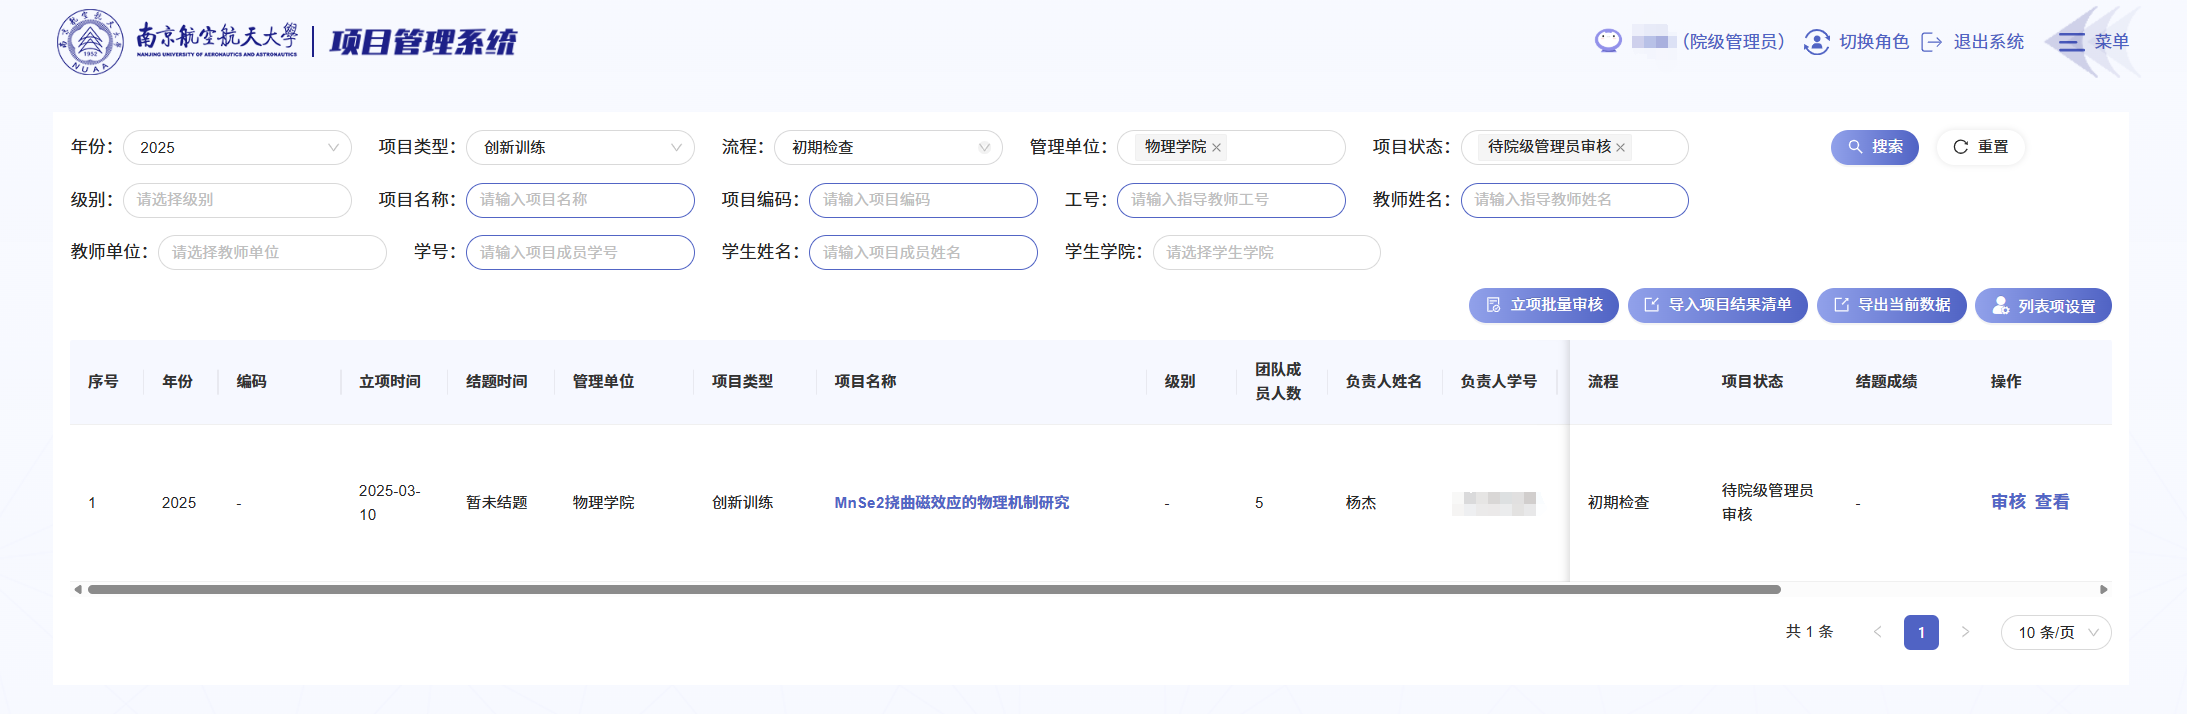 南京航空航天大學
NANJING UNIVERSITY OF AERONAUTICS AND ASTRONAUTICS
1952
NUAA
项目管理系统
(院级管理员) 切换角色 退出系统 菜单
年份： 2025 项目类型： 创新训练 流程： 初期检查 管理单位： 物理学院 × 项目状态： 待院级管理员审核 × 搜索 重置
级别： 请选择级别 项目名称： 请输入项目名称 项目编码： 请输入项目编码 工号： 请输入指导教师工号 教师姓名： 请输入指导教师姓名
教师单位： 请选择教师单位 学号： 请输入项目成员学号 学生姓名： 请输入项目成员姓名 学生学院： 请选择学生学院
立项批量审核 导入项目结果清单 导出当前数据 列表项设置
序号 年份 编码 立项时间 结题时间 管理单位 项目类型 项目名称 级别 团队成员人数 负责人姓名 负责人学号 流程 项目状态 结题成绩 操作
1 2025 - 2025-03-10 暂未结题 物理学院 创新训练 MnSe2挠曲磁效应的物理机制研究 - 5 杨杰 初期检查 待院级管理员审核 - 审核 查看
共 1 条 < 1 > 10 条/页